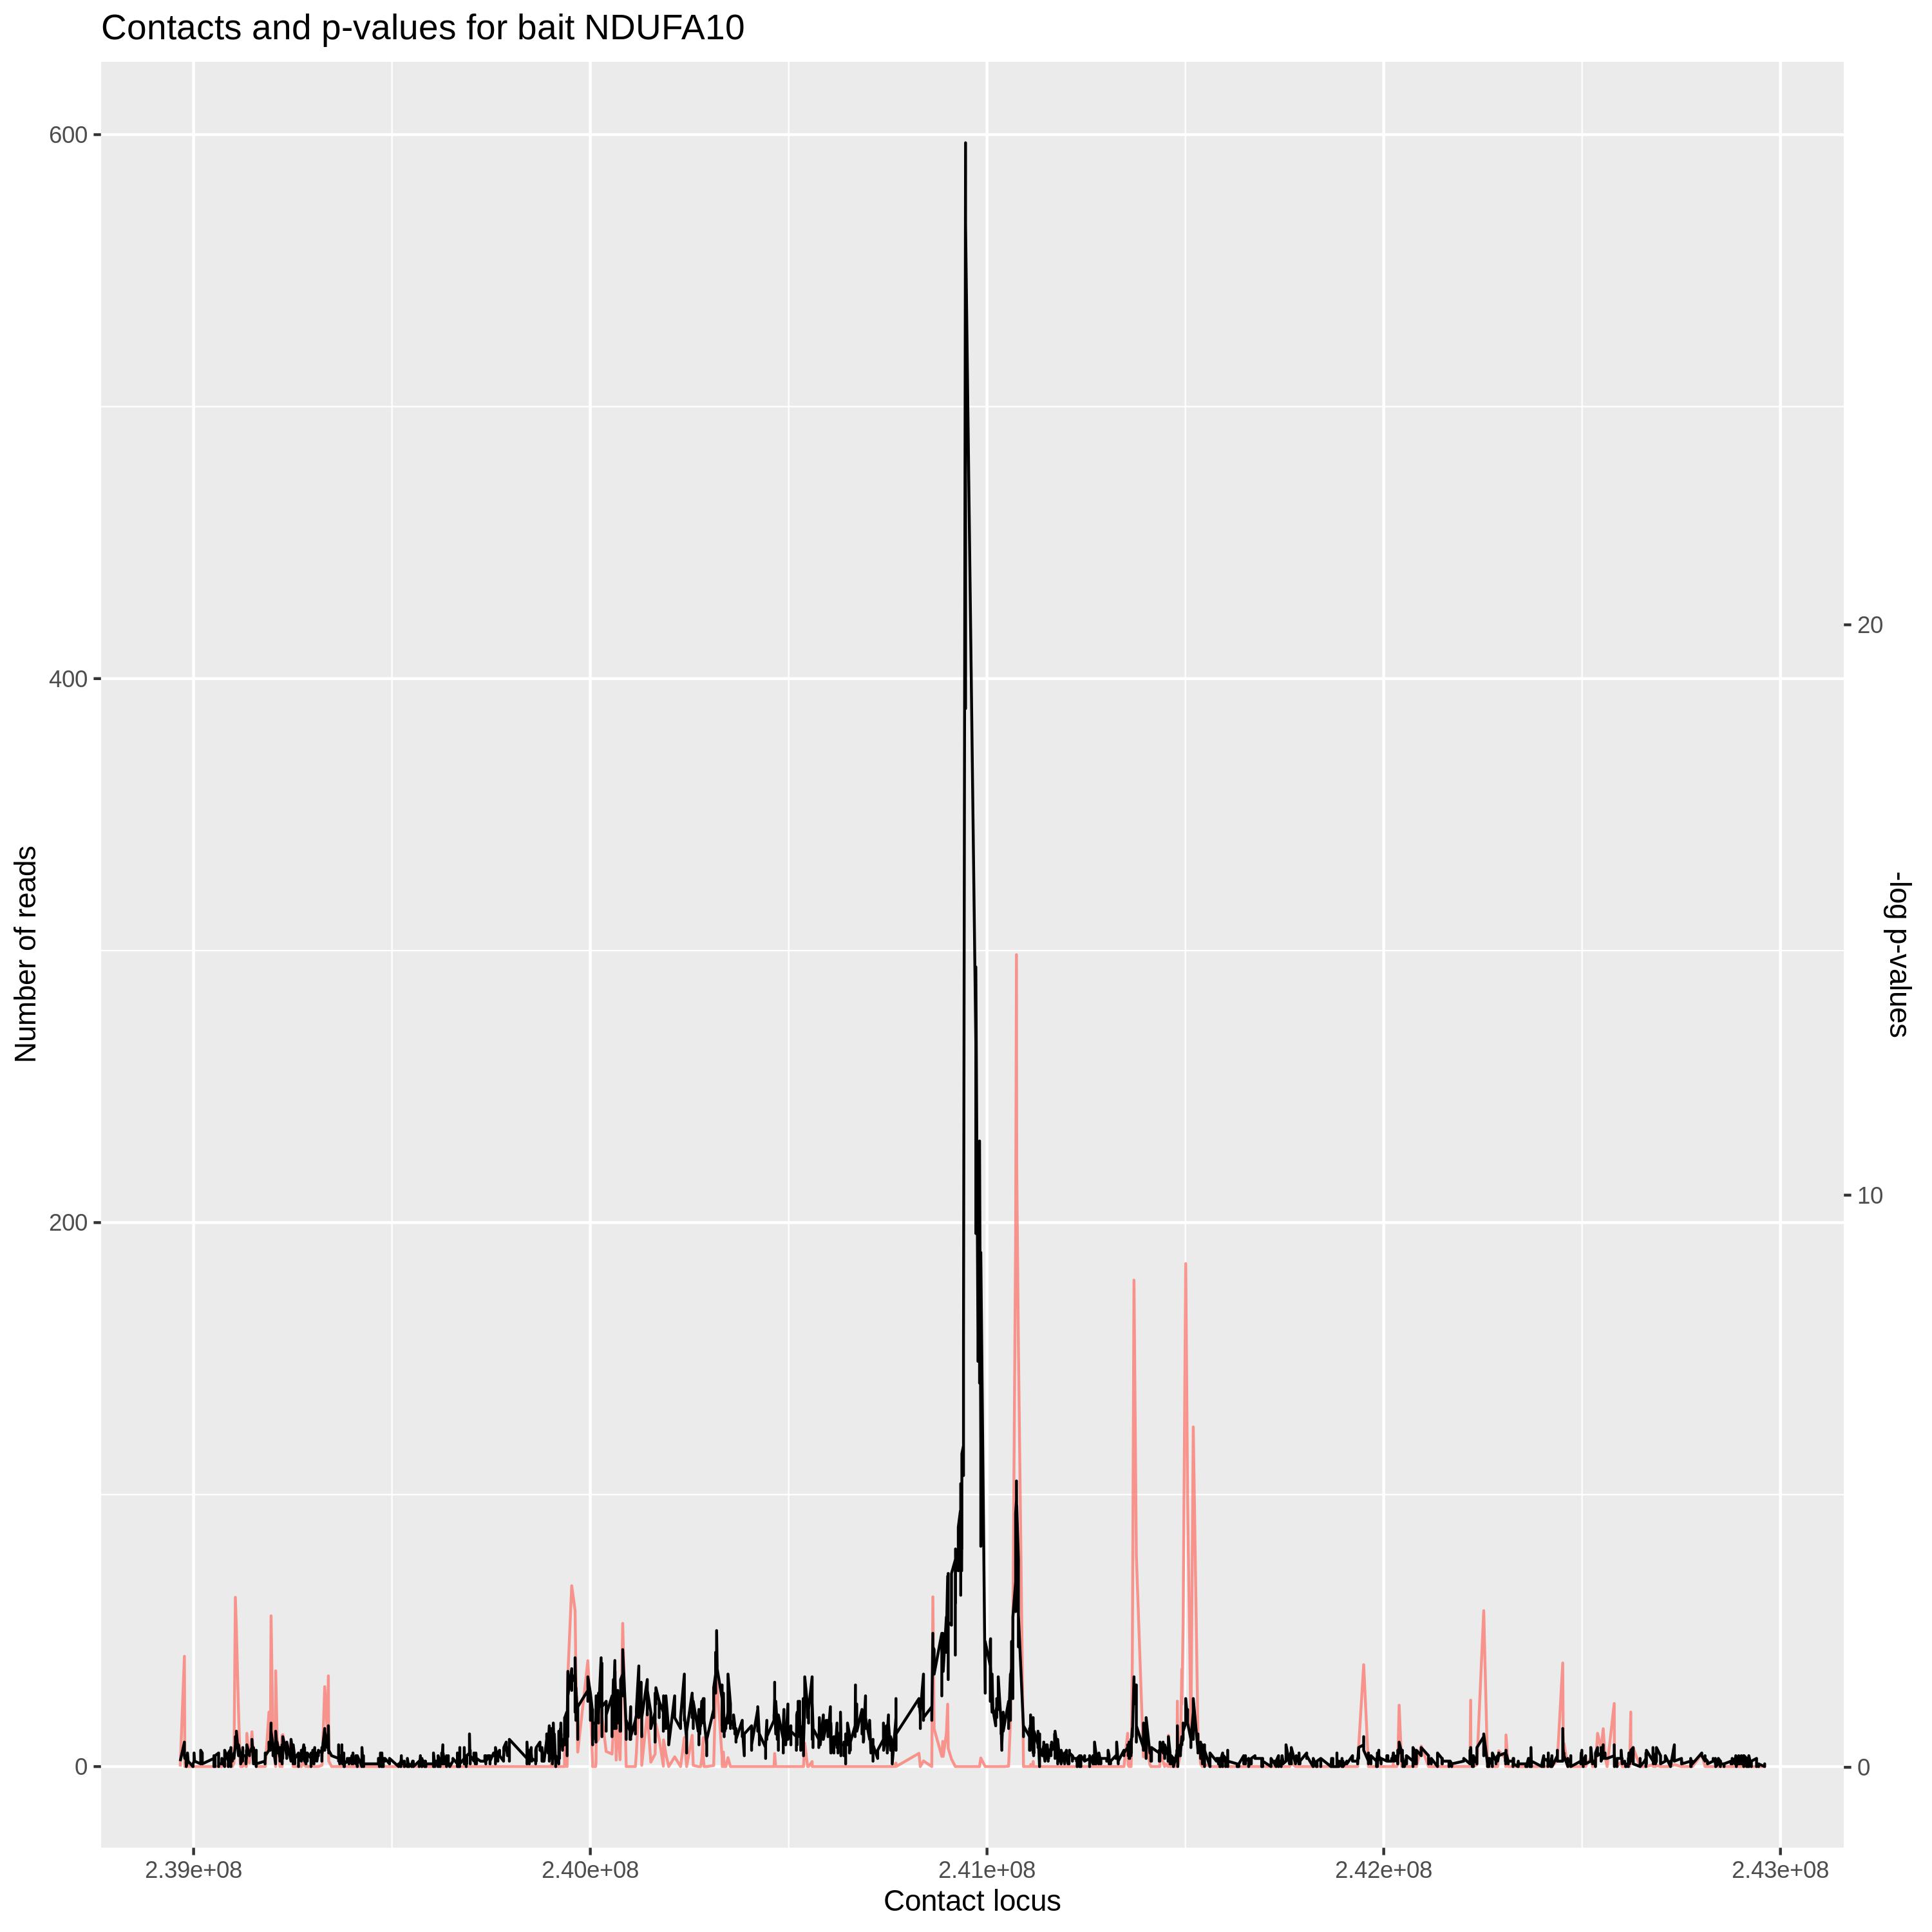 Contacts and p-values for bait NDUFA10
600
400
200
0
Number of reads
20
10
0
-log p-values
2.39e+08
2.40e+08
2.41e+08
2.42e+08
2.43e+08
Contact locus